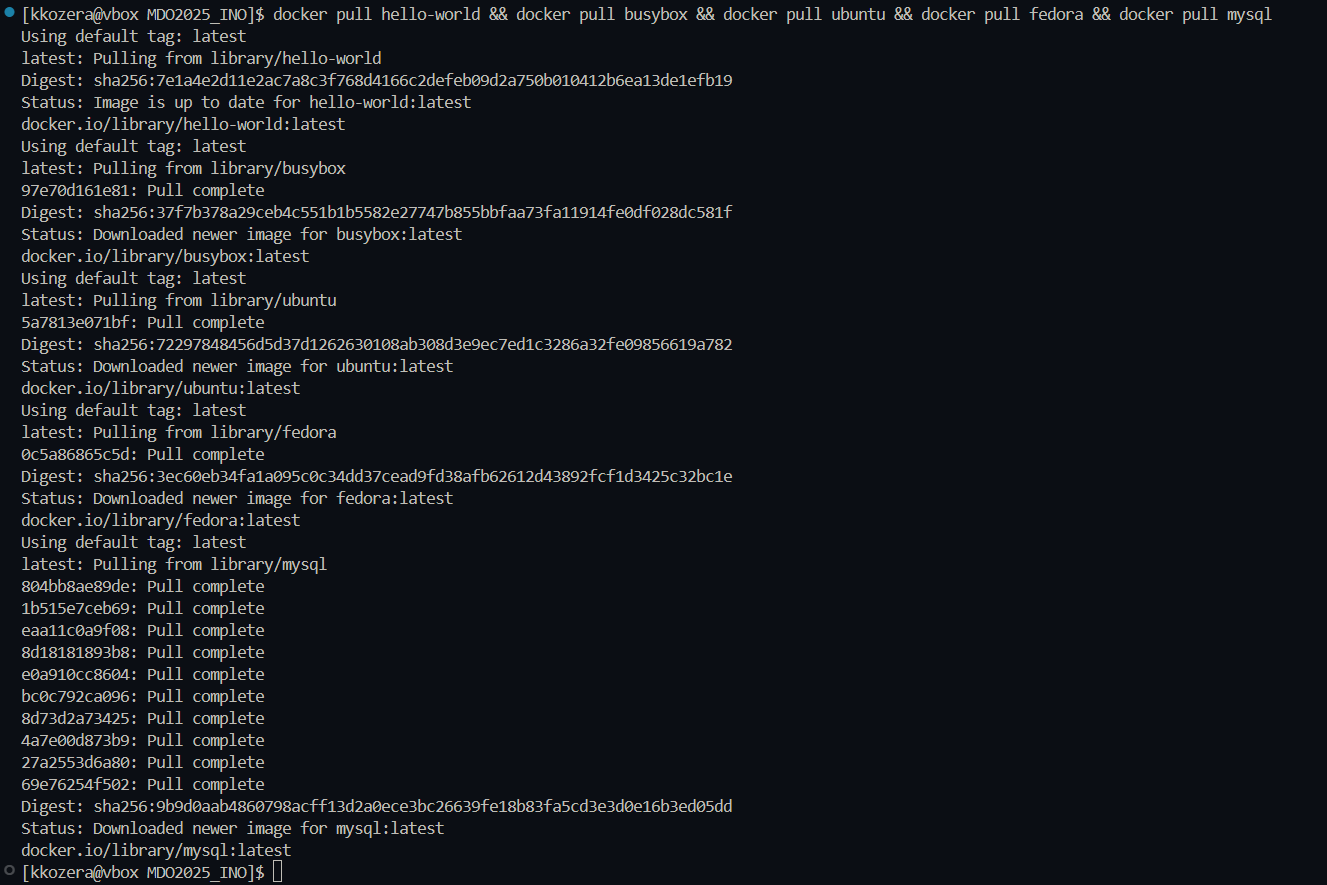 [kkozera@vbox MDO2025_INO]$ docker pull hello-world && docker pull busybox && docker pull ubuntu && docker pull fedora && docker pull mysql
Using default tag: latest
latest: Pulling from library/hello-world
Digest: sha256:7e1a4e2d11e2ac7a8c3f768d4166c2defeb09d2a750b010412b6ea13de1efb19
Status: Image is up to date for hello-world:latest
docker.io/library/hello-world:latest
Using default tag: latest
latest: Pulling from library/busybox
97e70d161e81: Pull complete
Digest: sha256:37f7b378a29ceb4c551b1b5582e27747b855bbfaa73fa11914fe0df028dc581f
Status: Downloaded newer image for busybox:latest
docker.io/library/busybox:latest
Using default tag: latest
latest: Pulling from library/ubuntu
5a7813e071bf: Pull complete
Digest: sha256:72297848456d5d37d1262630108ab308d3e9ec7ed1c3286a32fe09856619a782
Status: Downloaded newer image for ubuntu:latest
docker.io/library/ubuntu:latest
Using default tag: latest
latest: Pulling from library/fedora
0c5a86865c5d: Pull complete
Digest: sha256:3ec60eb34fa1a095c0c34dd37cead9fd38afb62612d43892fcf1d3425c32bc1e
Status: Downloaded newer image for fedora:latest
docker.io/library/fedora:latest
Using default tag: latest
latest: Pulling from library/mysql
804bb8ae89de: Pull complete
1b515e7ceb69: Pull complete
eaa11c0a9f08: Pull complete
8d18181893b8: Pull complete
e0a910cc8604: Pull complete
bc0c792ca096: Pull complete
8d73d2a73425: Pull complete
4a7e00d873b9: Pull complete
27a2553d6a80: Pull complete
69e76254f502: Pull complete
Digest: sha256:9b9d0aab4860798acff13d2a0ece3bc26639fe18b83fa5cd3e3d0e16b3ed05dd
Status: Downloaded newer image for mysql:latest
docker.io/library/mysql:latest
[kkozera@vbox MDO2025_INO]$